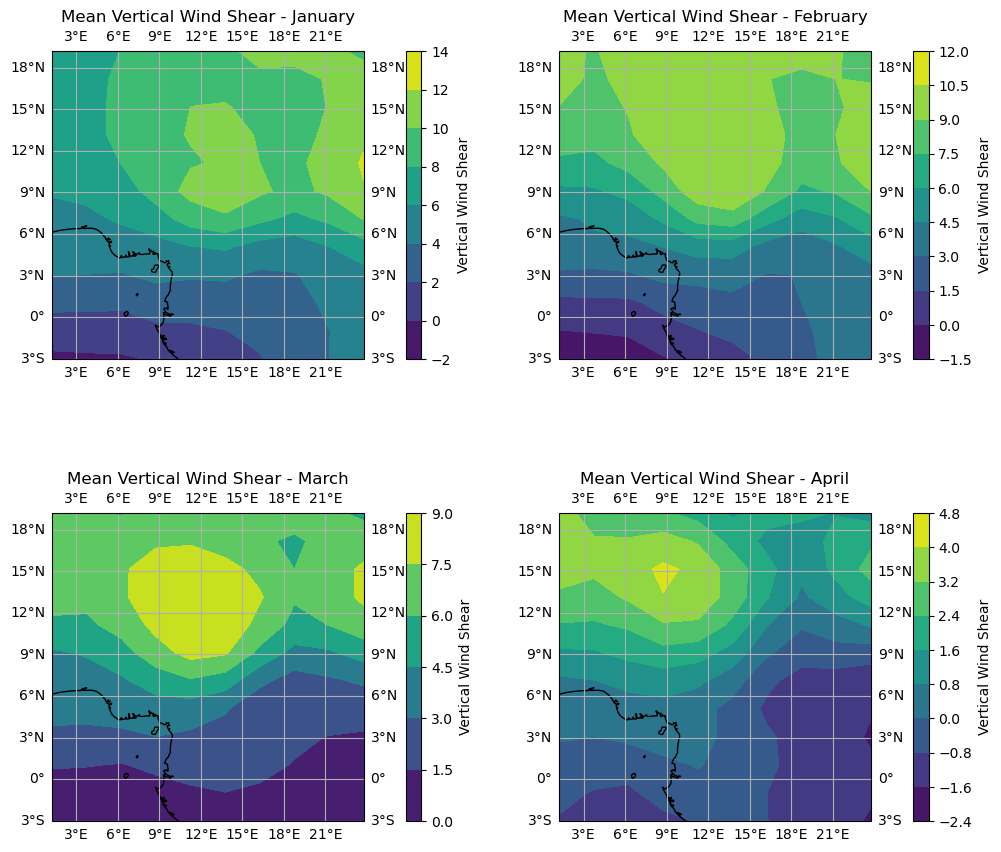 Mean Vertical Wind Shear - January
3°E 6°E 9°E 12°E 15°E 18°E 21°E
18°N 18°N
15°N 15°N
12°N 12°N
9°N 9°N
6°N 6°N
3°N 3°N
0° 0°
3°S 3°S
3°E 6°E 9°E 12°E 15°E 18°E 21°E
14
12
10
8
6
4
2
0
−2
Vertical Wind Shear
Mean Vertical Wind Shear - February
3°E 6°E 9°E 12°E 15°E 18°E 21°E
18°N 18°N
15°N 15°N
12°N 12°N
9°N 9°N
6°N 6°N
3°N 3°N
0° 0°
3°S 3°S
3°E 6°E 9°E 12°E 15°E 18°E 21°E
12.0
10.5
9.0
7.5
6.0
4.5
3.0
1.5
0.0
−1.5
Vertical Wind Shear
Mean Vertical Wind Shear - March
3°E 6°E 9°E 12°E 15°E 18°E 21°E
18°N 18°N
15°N 15°N
12°N 12°N
9°N 9°N
6°N 6°N
3°N 3°N
0° 0°
3°S 3°S
3°E 6°E 9°E 12°E 15°E 18°E 21°E
9.0
7.5
6.0
4.5
3.0
1.5
0.0
Vertical Wind Shear
Mean Vertical Wind Shear - April
3°E 6°E 9°E 12°E 15°E 18°E 21°E
18°N 18°N
15°N 15°N
12°N 12°N
9°N 9°N
6°N 6°N
3°N 3°N
0° 0°
3°S 3°S
3°E 6°E 9°E 12°E 15°E 18°E 21°E
4.8
4.0
3.2
2.4
1.6
0.8
0.0
−0.8
−1.6
−2.4
Vertical Wind Shear